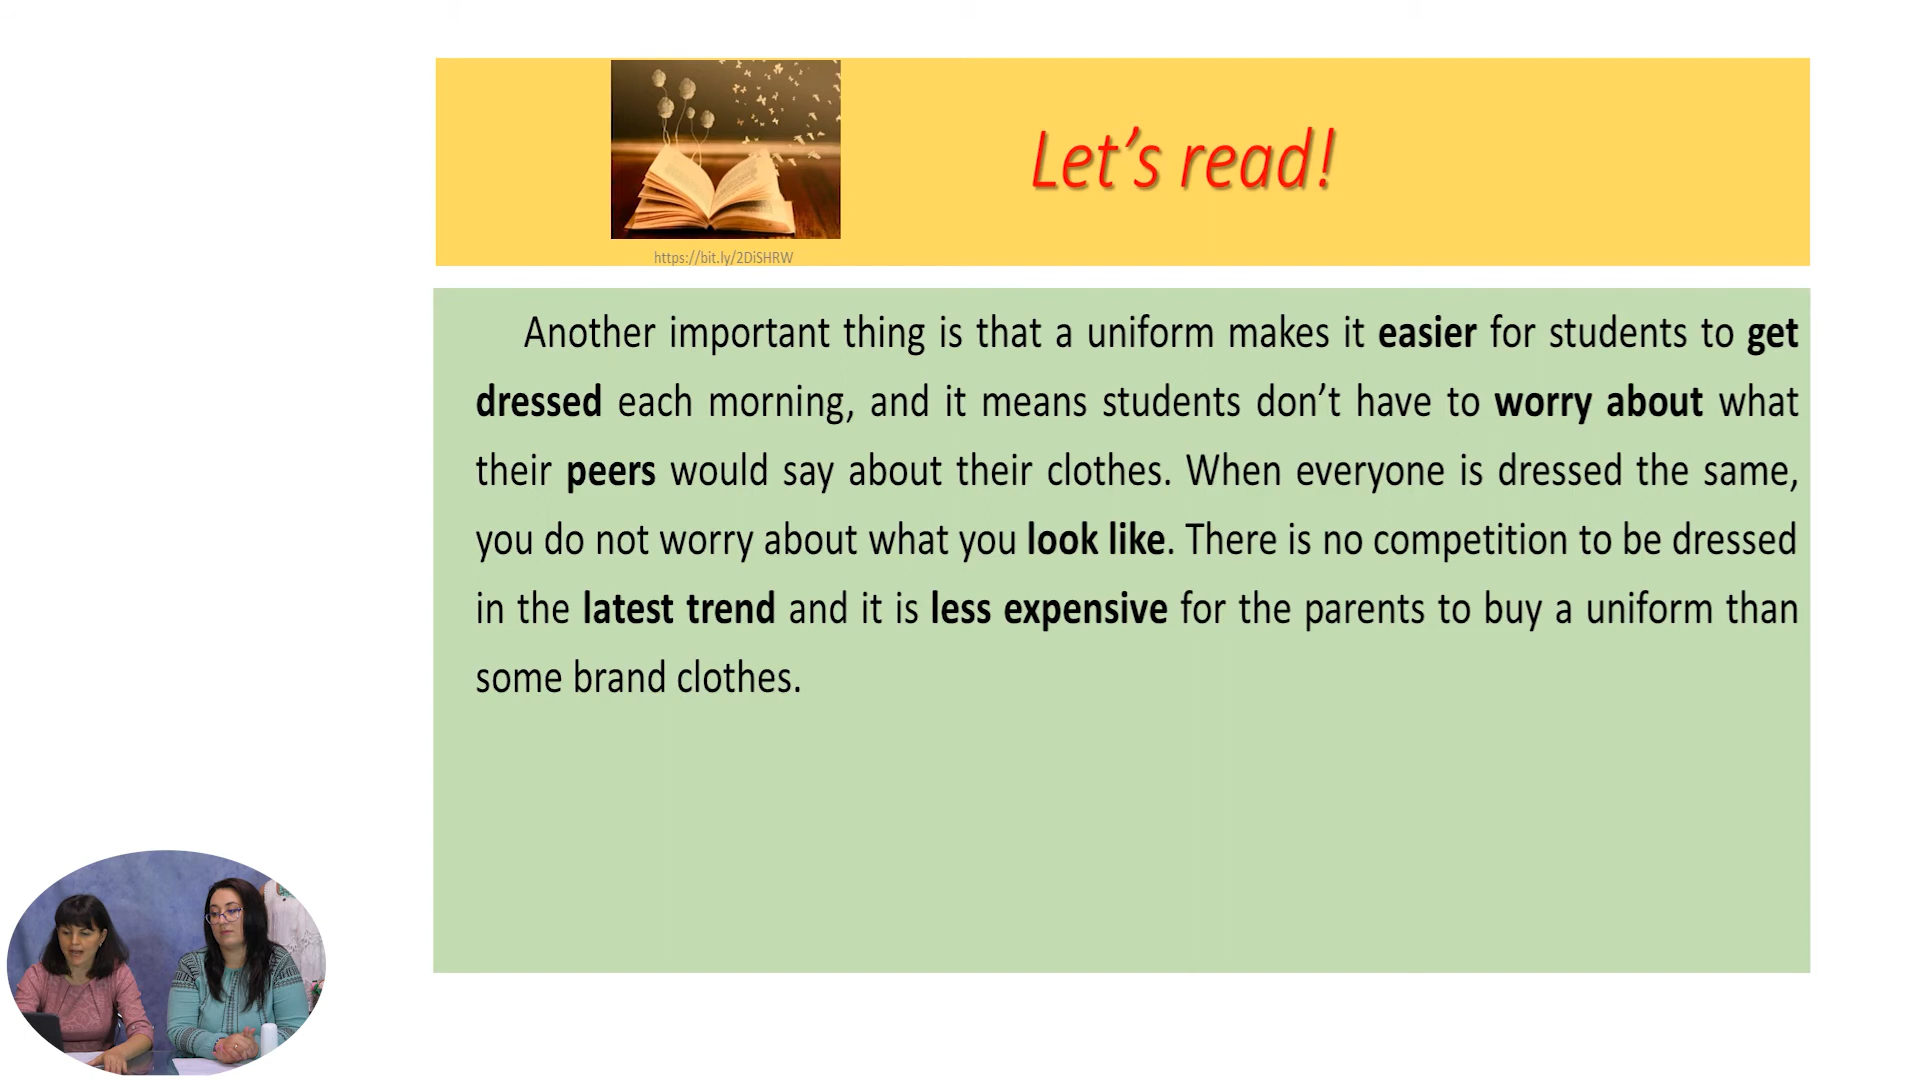 Let’s read!
https://bit.ly/2DiSHRW
Another important thing is that a uniform makes it easier for students to get
dressed each morning, and it means students don’t have to worry about what
their peers would say about their clothes. When everyone is dressed the same,
you do not worry about what you look like. There is no competition to be dressed
in the latest trend and it is less expensive for the parents to buy a uniform than
some brand clothes.